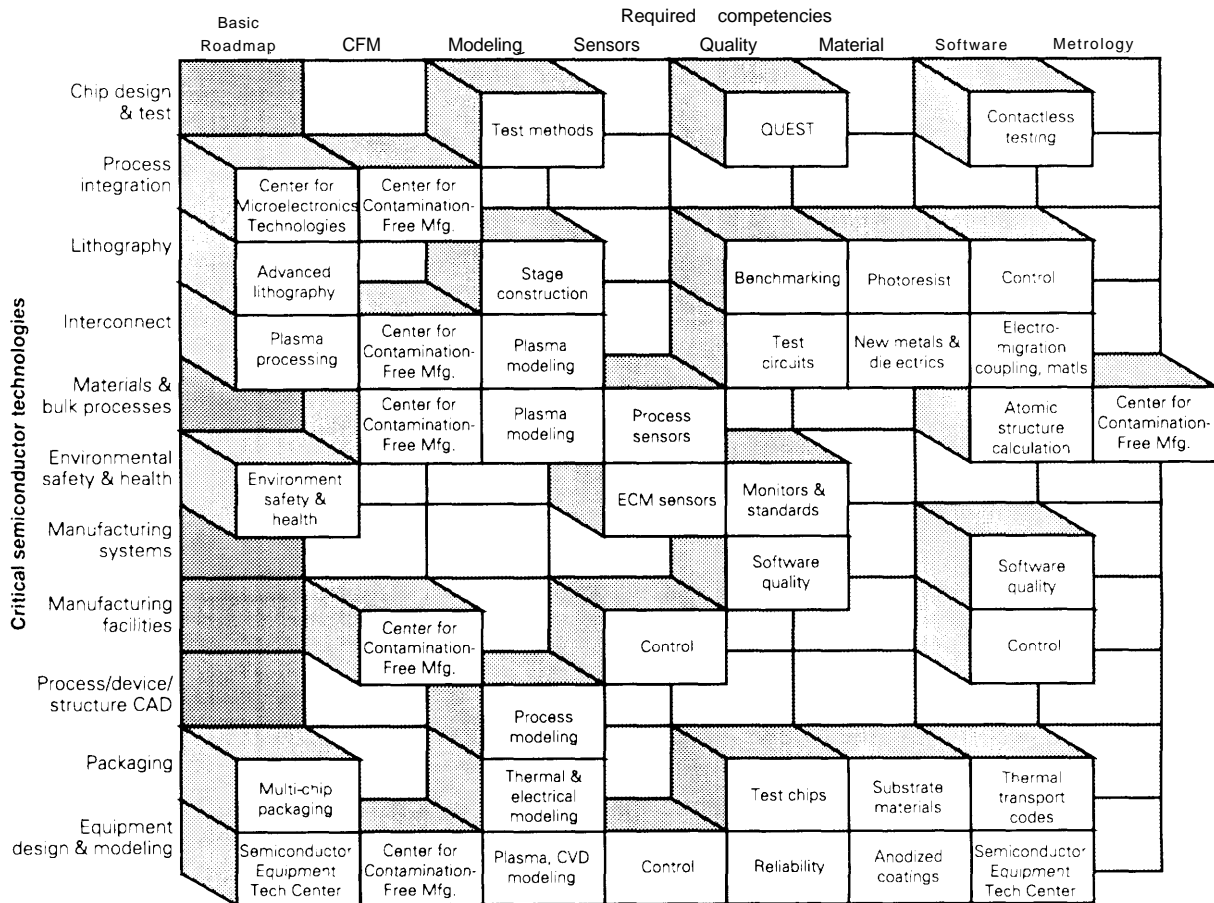 Required competencies
Basic
Roadmap
CFM
Modeling
Sensors
Quality
Material
Software
Metrology
Critical semiconductor technologies
Chip design
& test
Test methods
QUEST
Contactless
testing
Process
integration
Center for
Microelectronics
Technologies
Center for
Contamination-
Free Mfg.
Lithography
Advanced
lithography
Stage
construction
Benchmarking
Photoresist
Control
Interconnect
Plasma
processing
Center for
Contamination-
Free Mfg.
Plasma
modeling
Test
circuits
New metals &
die ectrics
Electro-
migration
coupling, matls
Materials &
bulk processes
Center for
Contamination-
Free Mfg.
Plasma
modeling
Process
sensors
Atomic
structure
calculation
Center for
Contamination-
Free Mfg.
Environmental
safety & health
Environment
safety &
health
ECM sensors
Monitors &
standards
Manufacturing
systems
Software
quality
Software
quality
Manufacturing
facilities
Center for
Contamination-
Free Mfg.
Control
Control
Process/device/
structure CAD
Process
modeling
Packaging
Multi-chip
packaging
Thermal &
electrical
modeling
Test chips
Substrate
materials
Thermal
transport
codes
Equipment
design & modeling
Semiconductor
Equipment
Tech Center
Center for
Contamination-
Free Mfg.
Plasma, CVD
modeling
Control
Reliability
Anodized
coatings
Semiconductor
Equipment
Tech Center